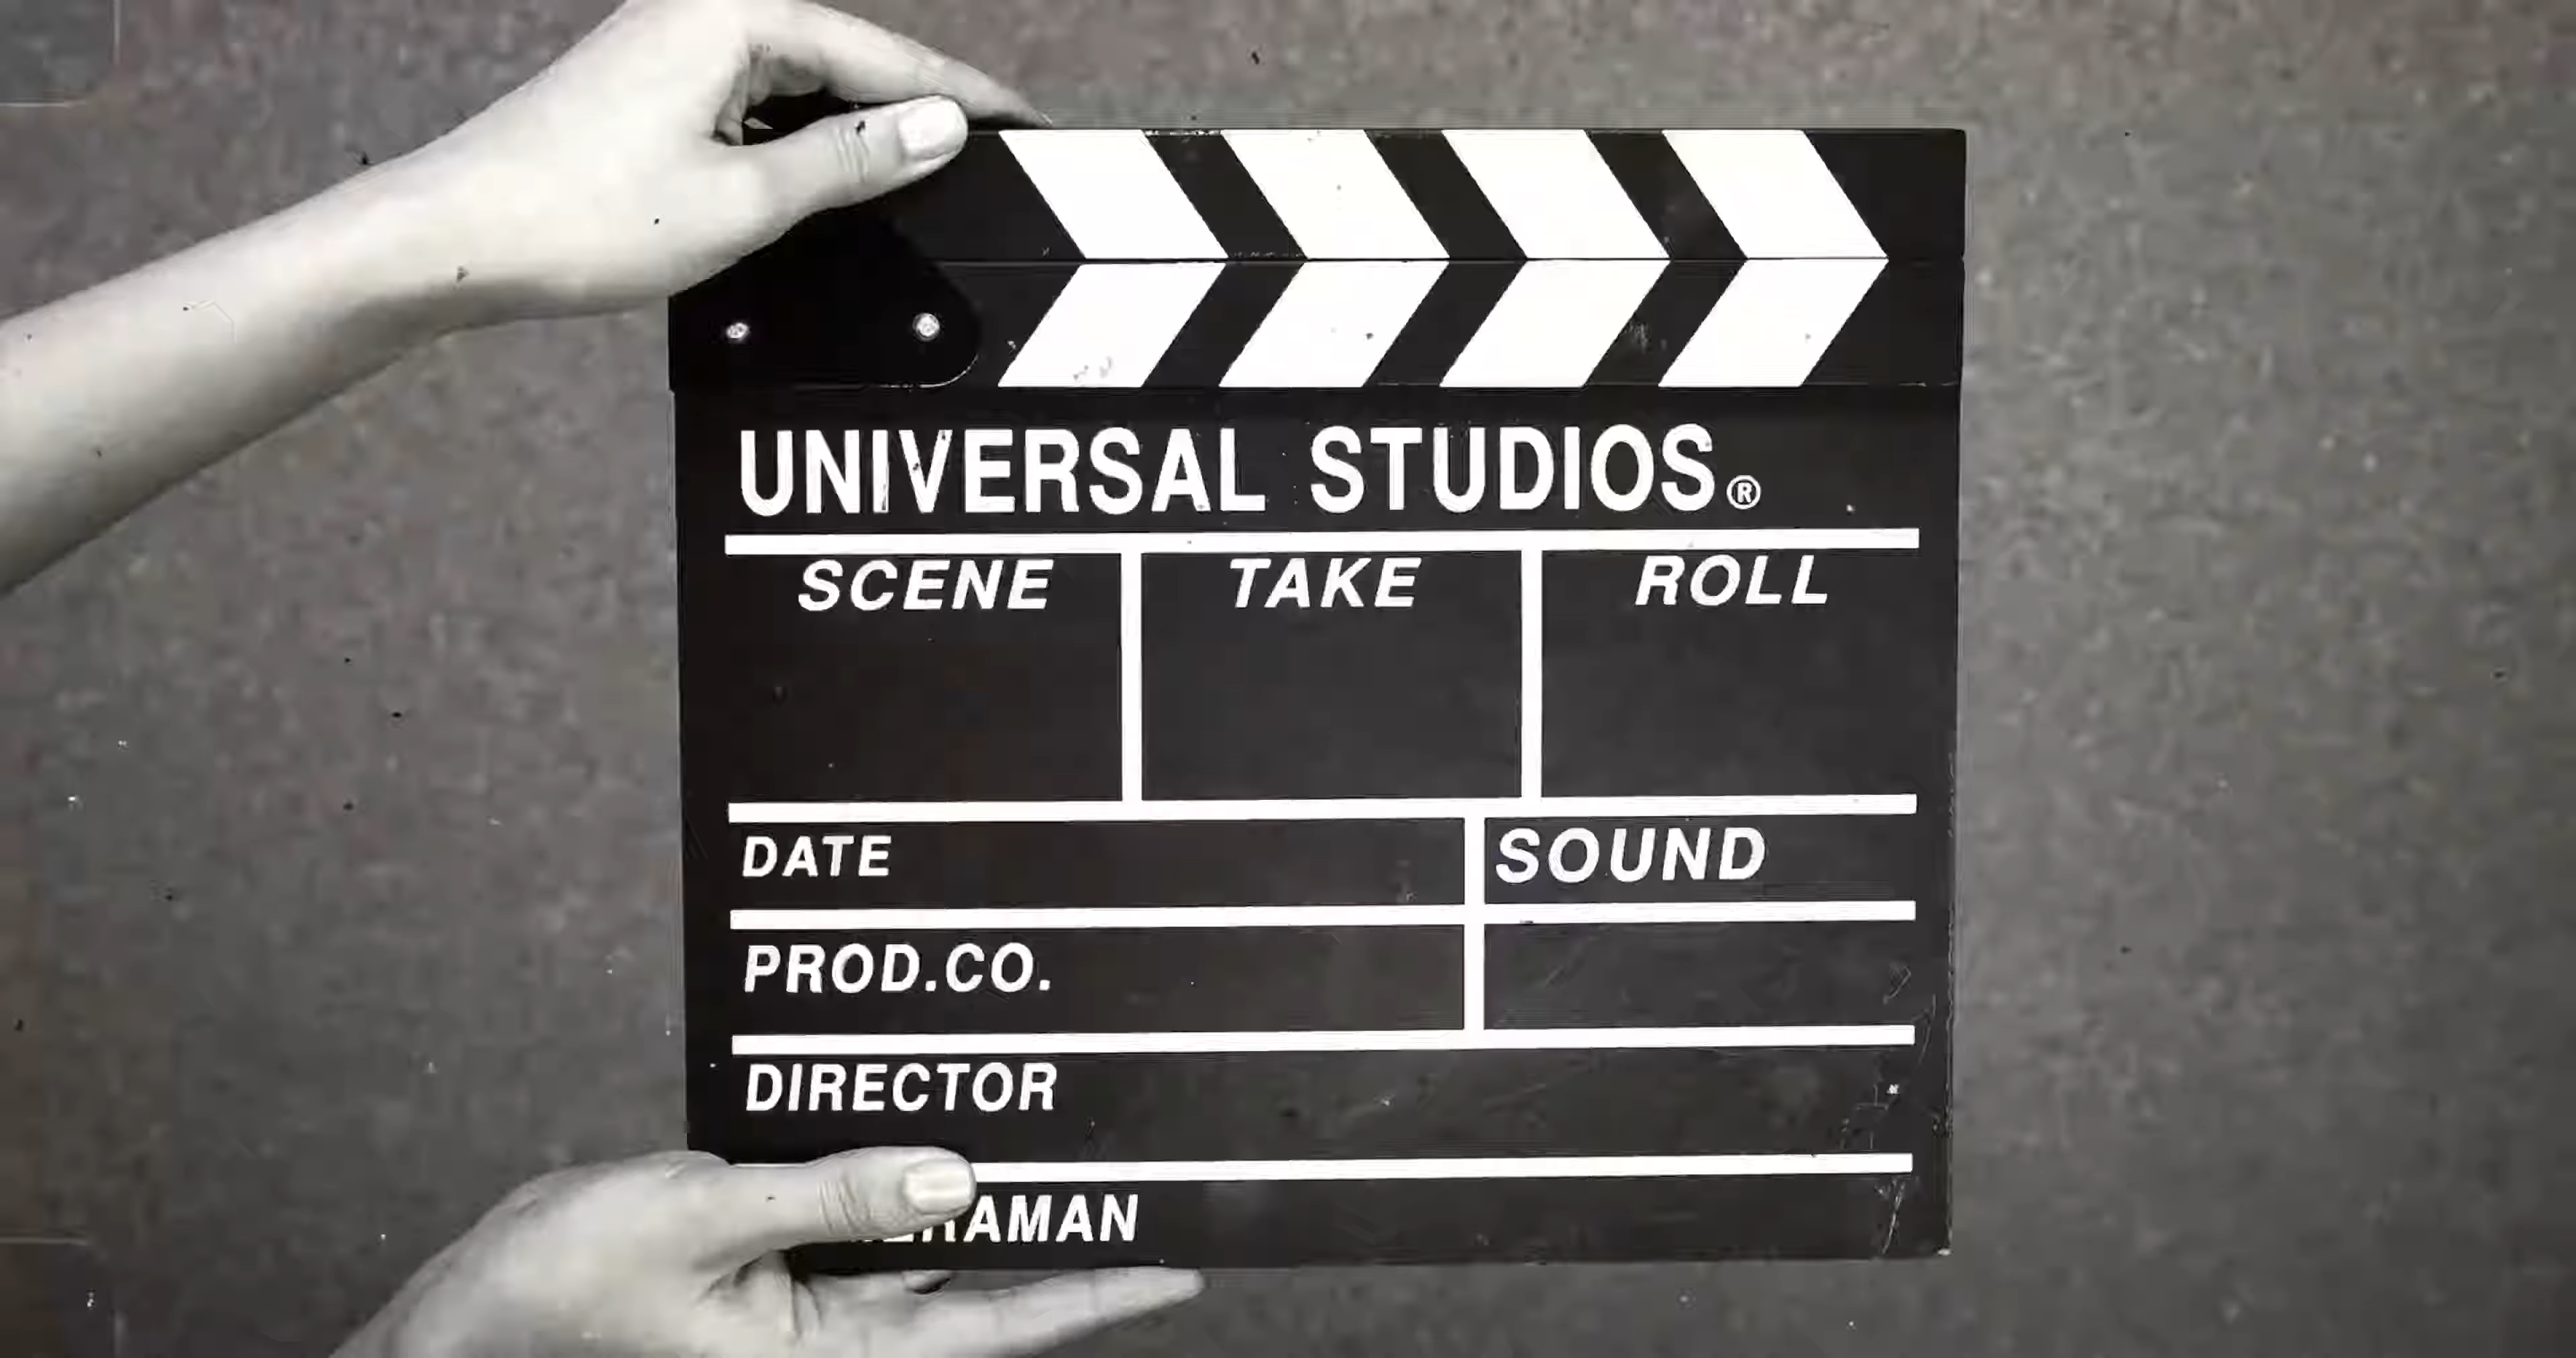 UNIVERSAL STUDIOS®
SCENE TAKE ROLL
DATE SOUND
PROD.CO.
DIRECTOR